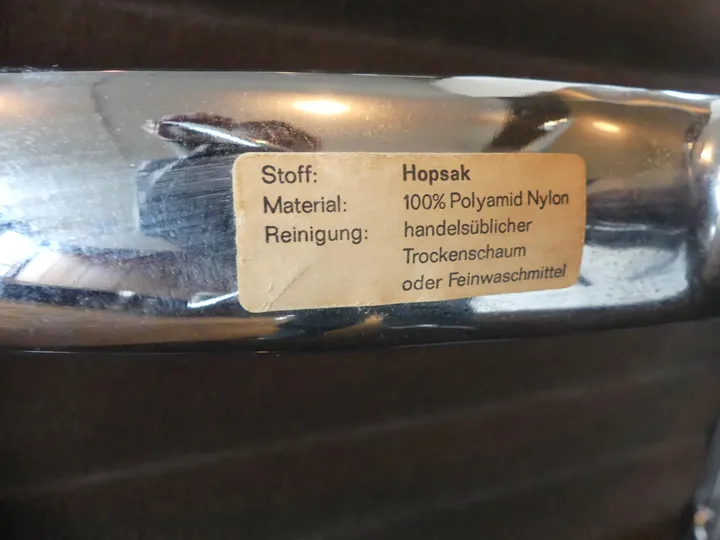 Stoff: Hopsak
Material: 100% Polyamid Nylon
Reinigung: handelsüblicher
Trockenschaum
oder Feinwaschmittel